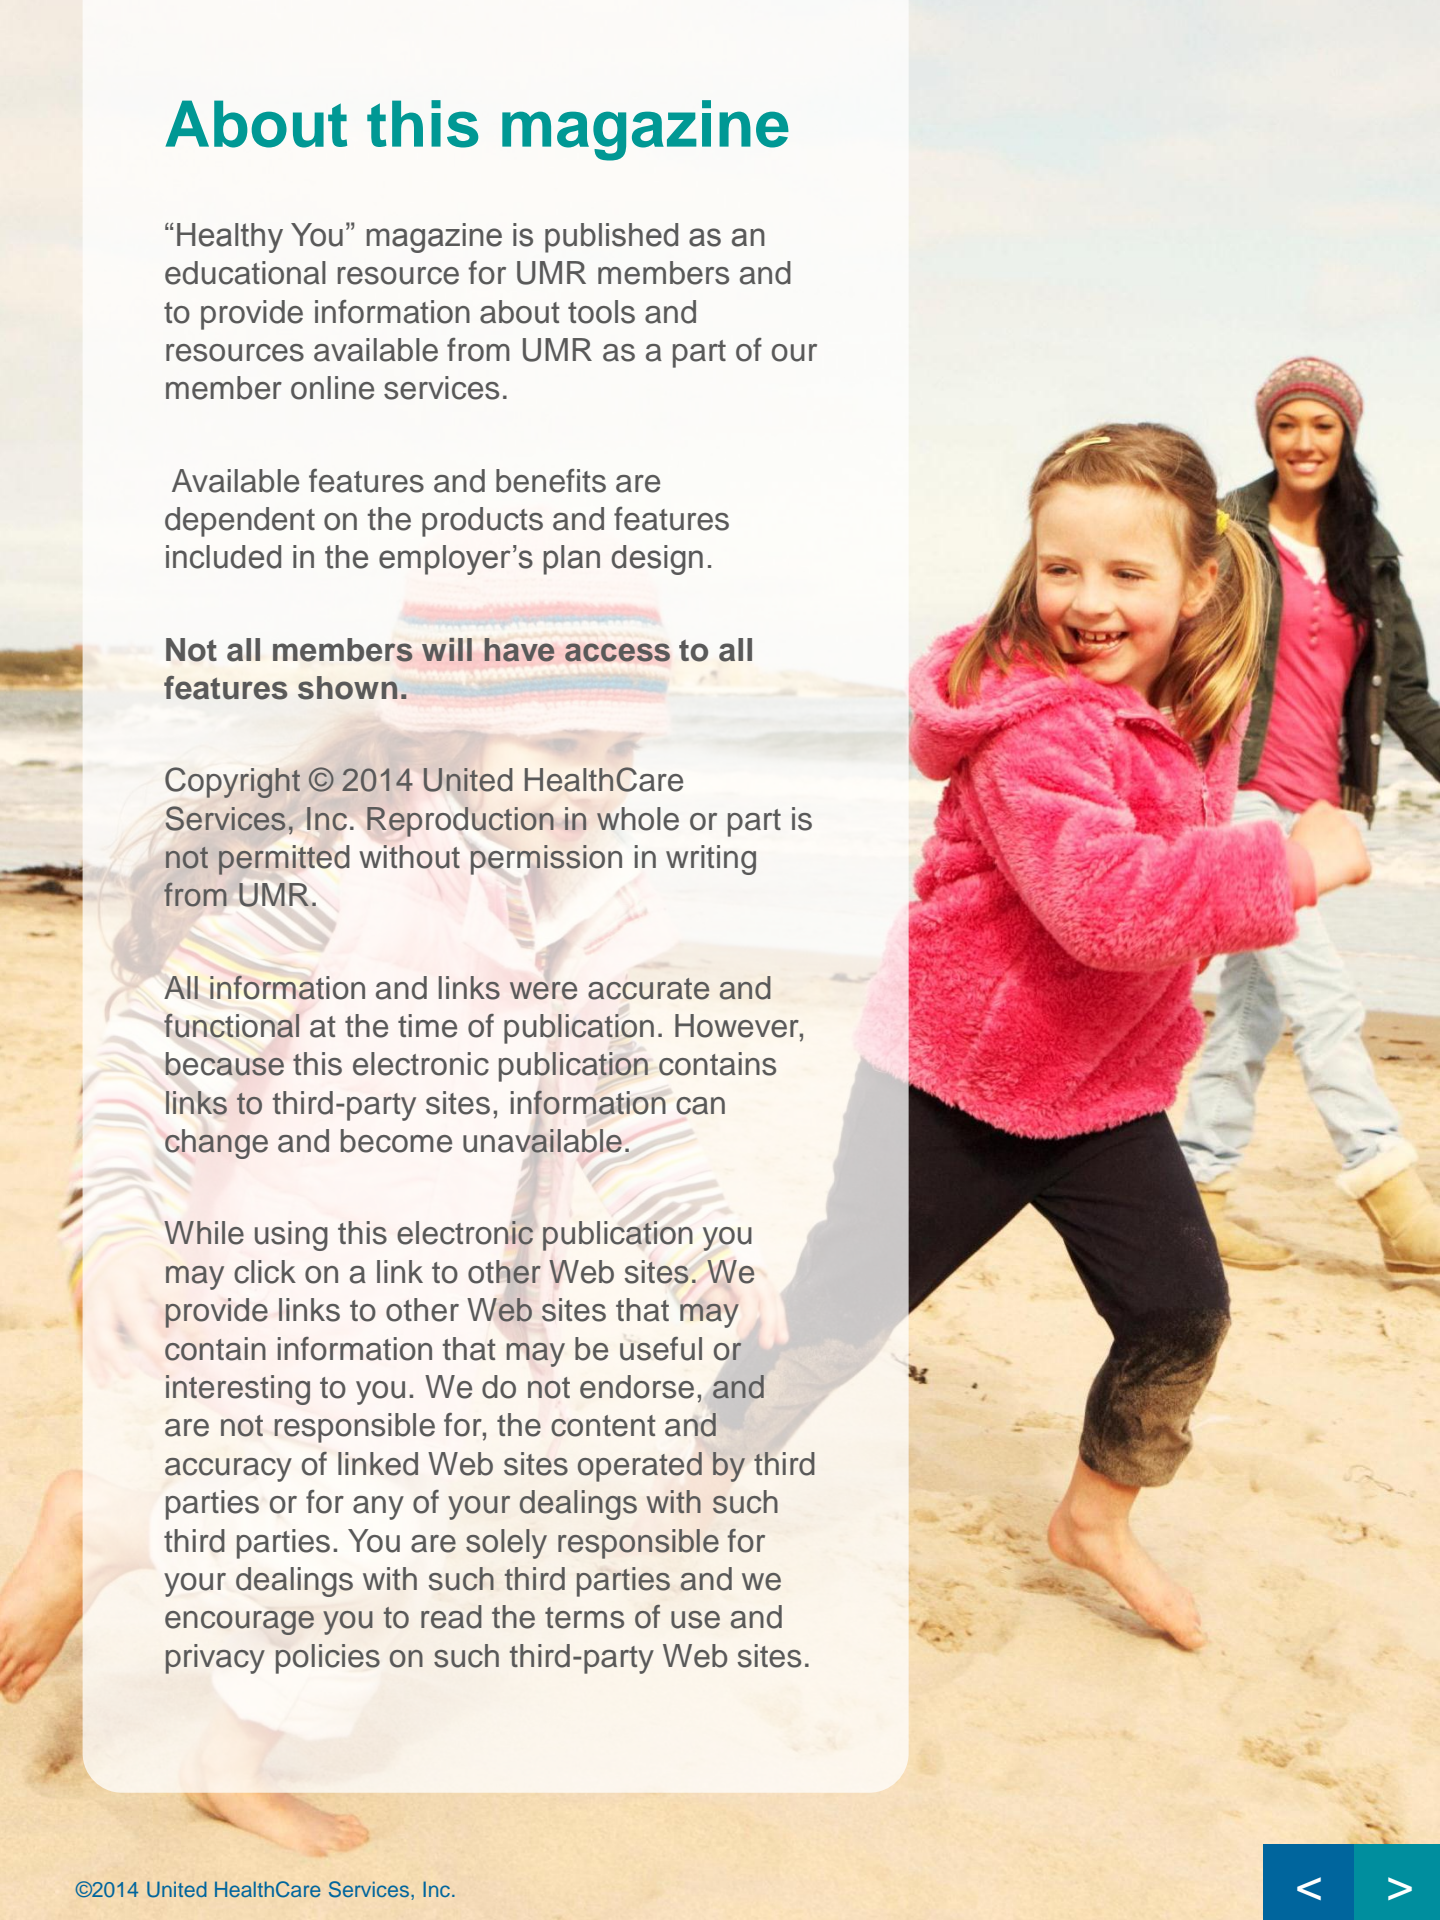 About this magazine
“Healthy You” magazine is published as an
educational resource for UMR members and
to provide information about tools and
resources available from UMR as a part of our
member online services.
Available features and benefits are
dependent on the products and features
included in the employer’s plan design.
Not all members will have access to all
features shown.
Copyright © 2014 United HealthCare
Services, Inc. Reproduction in whole or part is
not permitted without permission in writing
from UMR.
All information and links were accurate and
functional at the time of publication. However,
because this electronic publication contains
links to third-party sites, information can
change and become unavailable.
While using this electronic publication you
may click on a link to other Web sites. We
provide links to other Web sites that may
contain information that may be useful or
interesting to you. We do not endorse, and
are not responsible for, the content and
accuracy of linked Web sites operated by third
parties or for any of your dealings with such
third parties. You are solely responsible for
your dealings with such third parties and we
encourage you to read the terms of use and
privacy policies on such third-party Web sites.
©2014 United HealthCare Services, Inc.
< >